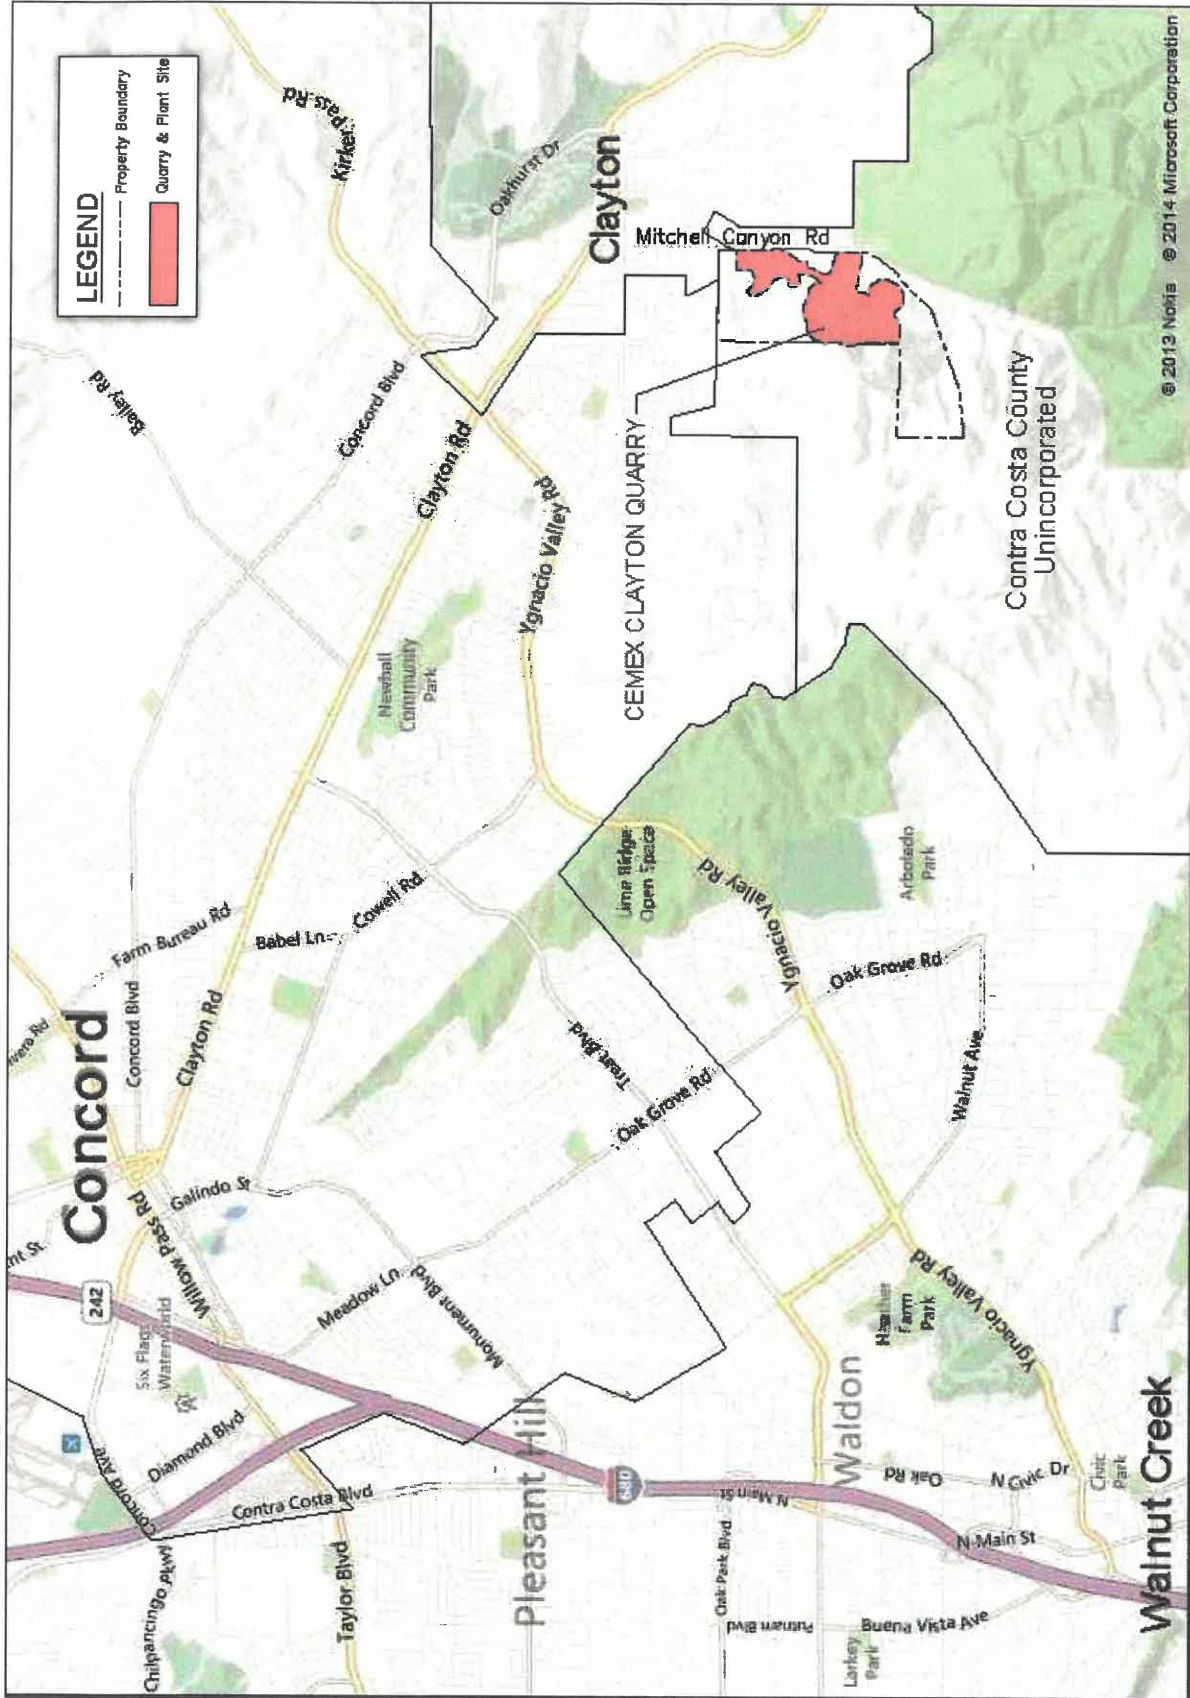 LEGEND
Property Boundary
Quarry & Plant Site
Kirker Pass Rd
Bailey Rd
Concord Blvd
Oakhurst Dr
Clayton
Clayton Rd
Mitchell Canyon Rd
Ygnacio Valley Rd
CEMEX CLAYTON QUARRY
Contra Costa County
Unincorporated
Newhall
Community
Park
Concord
Farm Bureau Rd
Concord Blvd
Clayton Rd
Babel Ln
Cowell Rd
Lime Ridge
Open Space
Ygnacio Valley Rd
Arbolado
Park
Treat Blvd
Oak Grove Rd
Oak Grove Rd
Walnut Ave
Galindo St
Willow Pass Rd
242
Six Flags
Waterworld
Meadow Ln
Monument Blvd
Diamond Blvd
Concord Ave
Contra Costa Blvd
Chilpancingo Pkwy
Taylor Blvd
Pleasant Hill
680
Waldon
Heather
Farm
Park
Ygnacio Valley Rd
Oak Rd
N Civic Dr
Civic
Park
N Main St
N Main St
Oak Park Blvd
Putnam Blvd
Buena Vista Ave
Larkey
Park
Walnut Creek
© 2013 Nokia © 2014 Microsoft Corporation